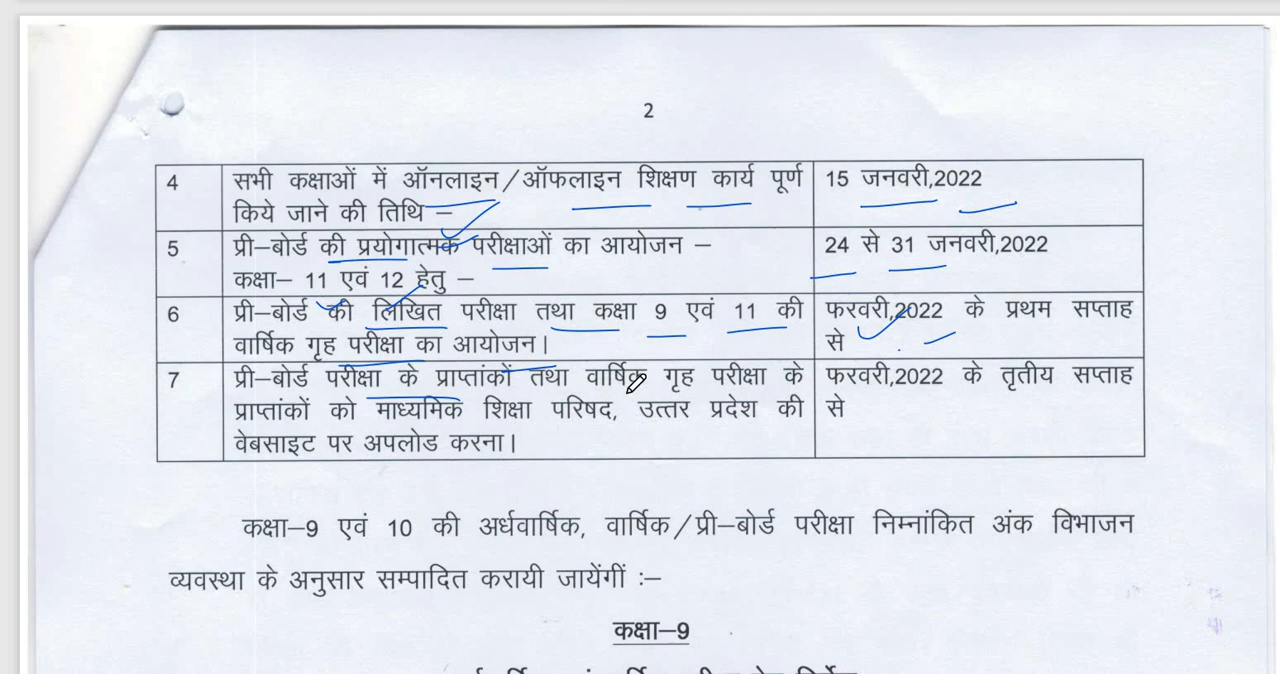 2
4 सभी कक्षाओं में ऑनलाइन/ऑफलाइन शिक्षण कार्य पूर्ण 15 जनवरी,2022
किये जाने की तिथि –
5 प्री–बोर्ड की प्रयोगात्मक परीक्षाओं का आयोजन – 24 से 31 जनवरी,2022
कक्षा– 11 एवं 12 हेतु –
6 प्री–बोर्ड की लिखित परीक्षा तथा कक्षा 9 एवं 11 की फरवरी,2022 के प्रथम सप्ताह
वार्षिक गृह परीक्षा का आयोजन। से
7 प्री–बोर्ड परीक्षा के प्राप्तांकों तथा वार्षिक गृह परीक्षा के फरवरी,2022 के तृतीय सप्ताह
प्राप्तांकों को माध्यमिक शिक्षा परिषद, उत्तर प्रदेश की से
वेबसाइट पर अपलोड करना।
कक्षा–9 एवं 10 की अर्धवार्षिक, वार्षिक/प्री–बोर्ड परीक्षा निम्नांकित अंक विभाजन
व्यवस्था के अनुसार सम्पादित करायी जायेंगीं :–
कक्षा–9